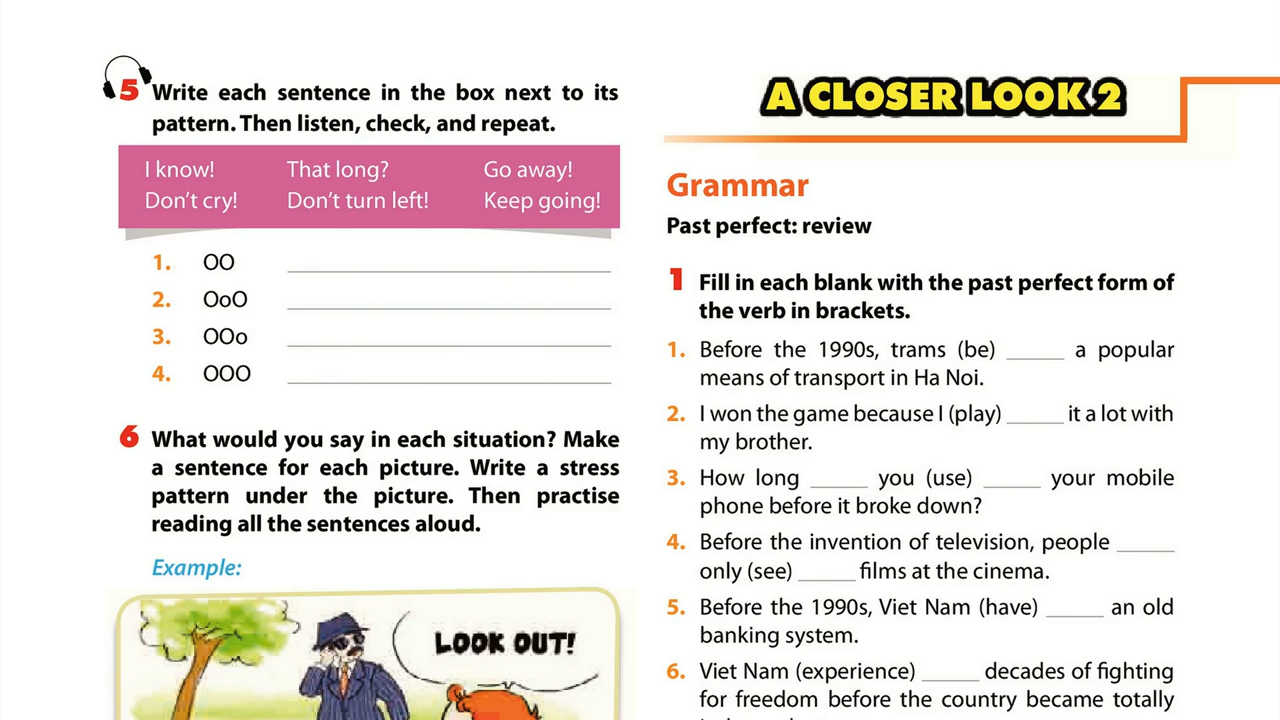 5 Write each sentence in the box next to its
pattern. Then listen, check, and repeat.
I know! That long? Go away!
Don't cry! Don't turn left! Keep going!
1. OO
2. OoO
3. OOo
4. OOO
6 What would you say in each situation? Make
a sentence for each picture. Write a stress
pattern under the picture. Then practise
reading all the sentences aloud.
Example:
LOOK OUT!
A CLOSER LOOK 2
Grammar
Past perfect: review
1 Fill in each blank with the past perfect form of
the verb in brackets.
1. Before the 1990s, trams (be) _____ a popular
means of transport in Ha Noi.
2. I won the game because I (play) _____ it a lot with
my brother.
3. How long _____ you (use) _____ your mobile
phone before it broke down?
4. Before the invention of television, people _____
only (see) _____ films at the cinema.
5. Before the 1990s, Viet Nam (have) _____ an old
banking system.
6. Viet Nam (experience) _____ decades of fighting
for freedom before the country became totally